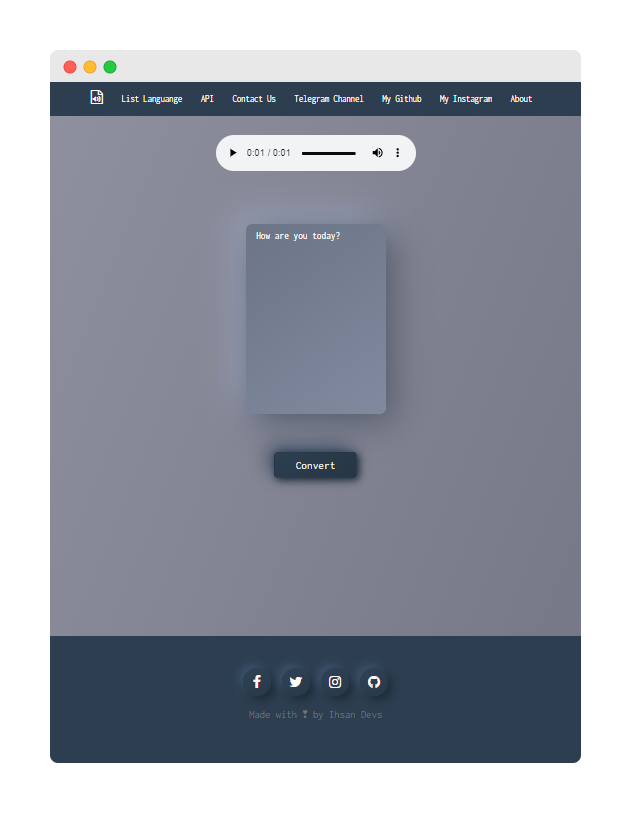 List Languange API Contact Us Telegram Channel My Github My Instagram About
0:01 / 0:01
How are you today?
Convert
Made with ❣ by Ihsan Devs